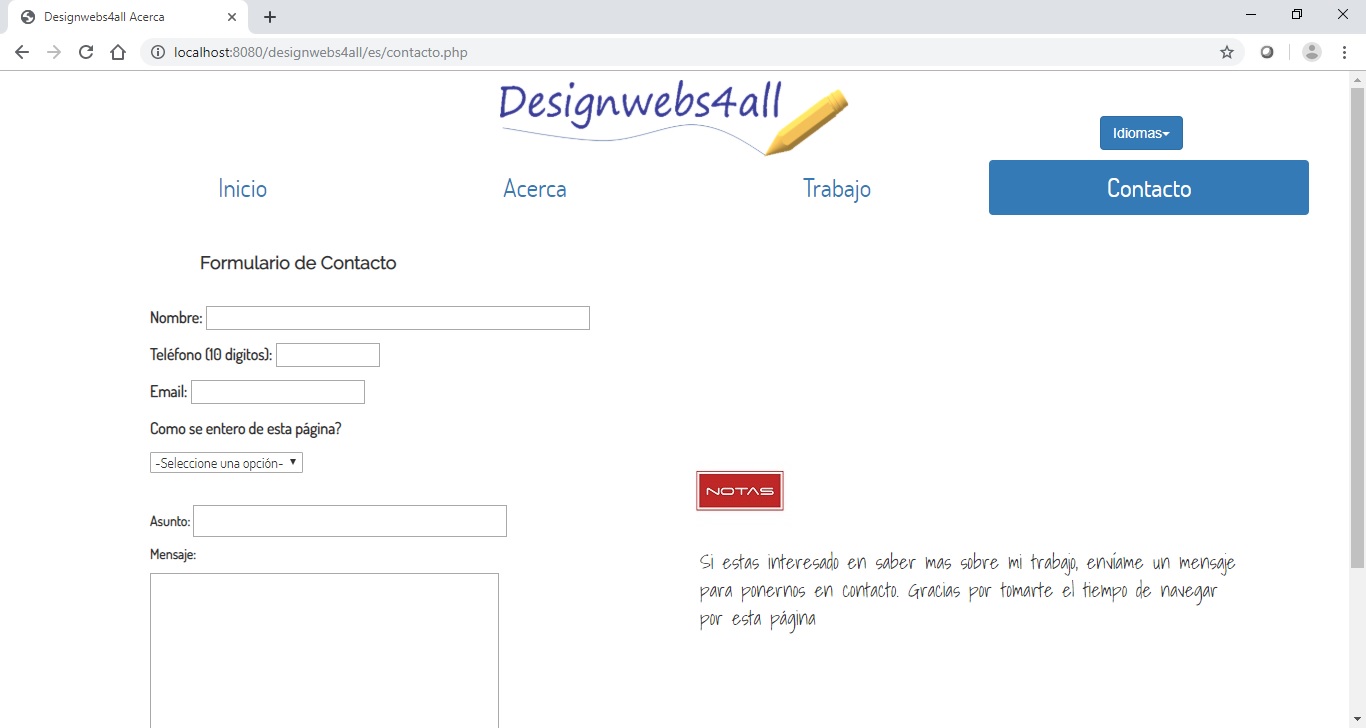 Designwebs4all Acerca
localhost:8080/designwebs4all/es/contacto.php
Designwebs4all
Idiomas
Inicio Acerca Trabajo Contacto
Formulario de Contacto
Nombre:
Teléfono (10 digitos):
Email:
Como se entero de esta página?
-Seleccione una opción-
NOTAS
Asunto:
Mensaje:
Si estas interesado en saber mas sobre mi trabajo, envíame un mensaje
para ponernos en contacto. Gracias por tomarte el tiempo de navegar
por esta página